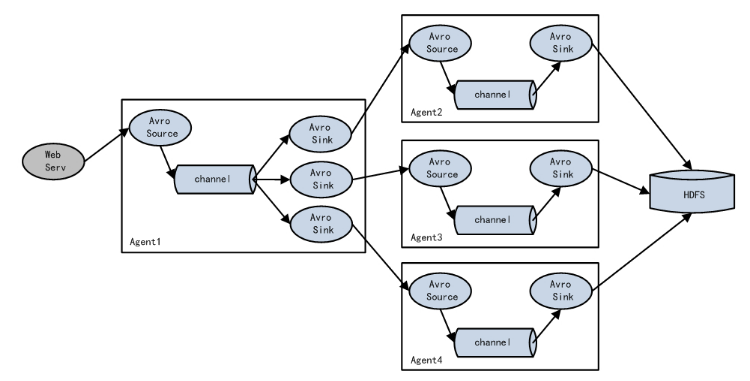 Web
Serv
Avro
Source
channel
Avro
Sink
Avro
Sink
Avro
Sink
Agent1
Avro
Source
channel
Avro
Sink
Agent2
Avro
Source
channel
Avro
Sink
Agent3
Avro
Source
channel
Avro
Sink
Agent4
HDFS